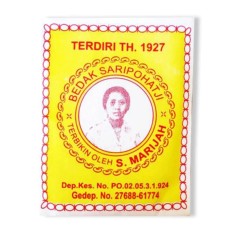 TERDIRI TH. 1927
BEDAK SARIPOHATJI
TERBIKIN OLEH S. MARIJAH
Dep.Kes. No. PO.02.05.3.1.924
Gedep. No. 27688-61774